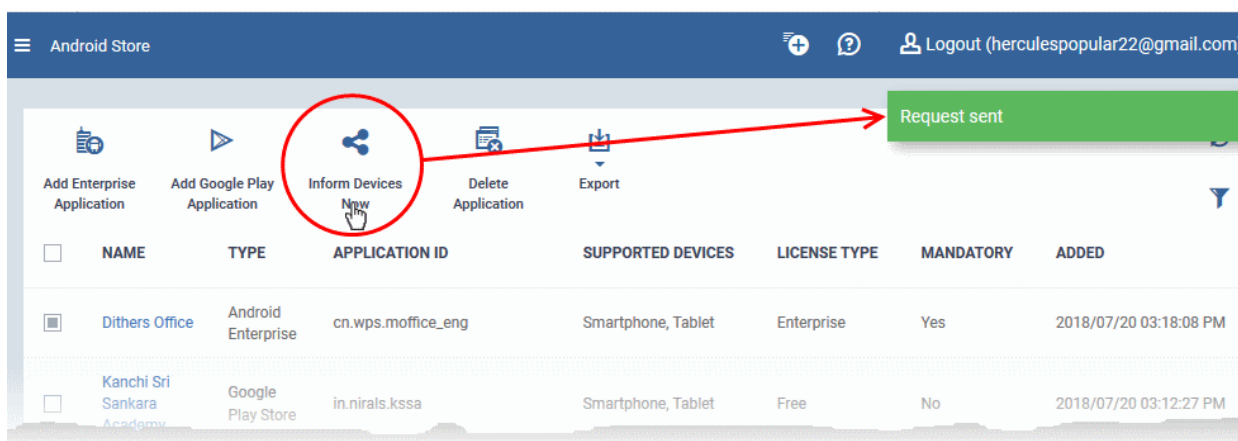 Android Store
Logout (herculespopular22@gmail.com)
Request sent
Add Enterprise
Application
Add Google Play
Application
Inform Devices
Now
Delete
Application
Export
NAME TYPE APPLICATION ID SUPPORTED DEVICES LICENSE TYPE MANDATORY ADDED
Dithers Office Android cn.wps.moffice_eng Smartphone, Tablet Enterprise Yes 2018/07/20 03:18:08 PM
Enterprise
Kanchi Sri
Sankara Google in.nirals.kssa Smartphone, Tablet Free No 2018/07/20 03:12:27 PM
Academy Play Store